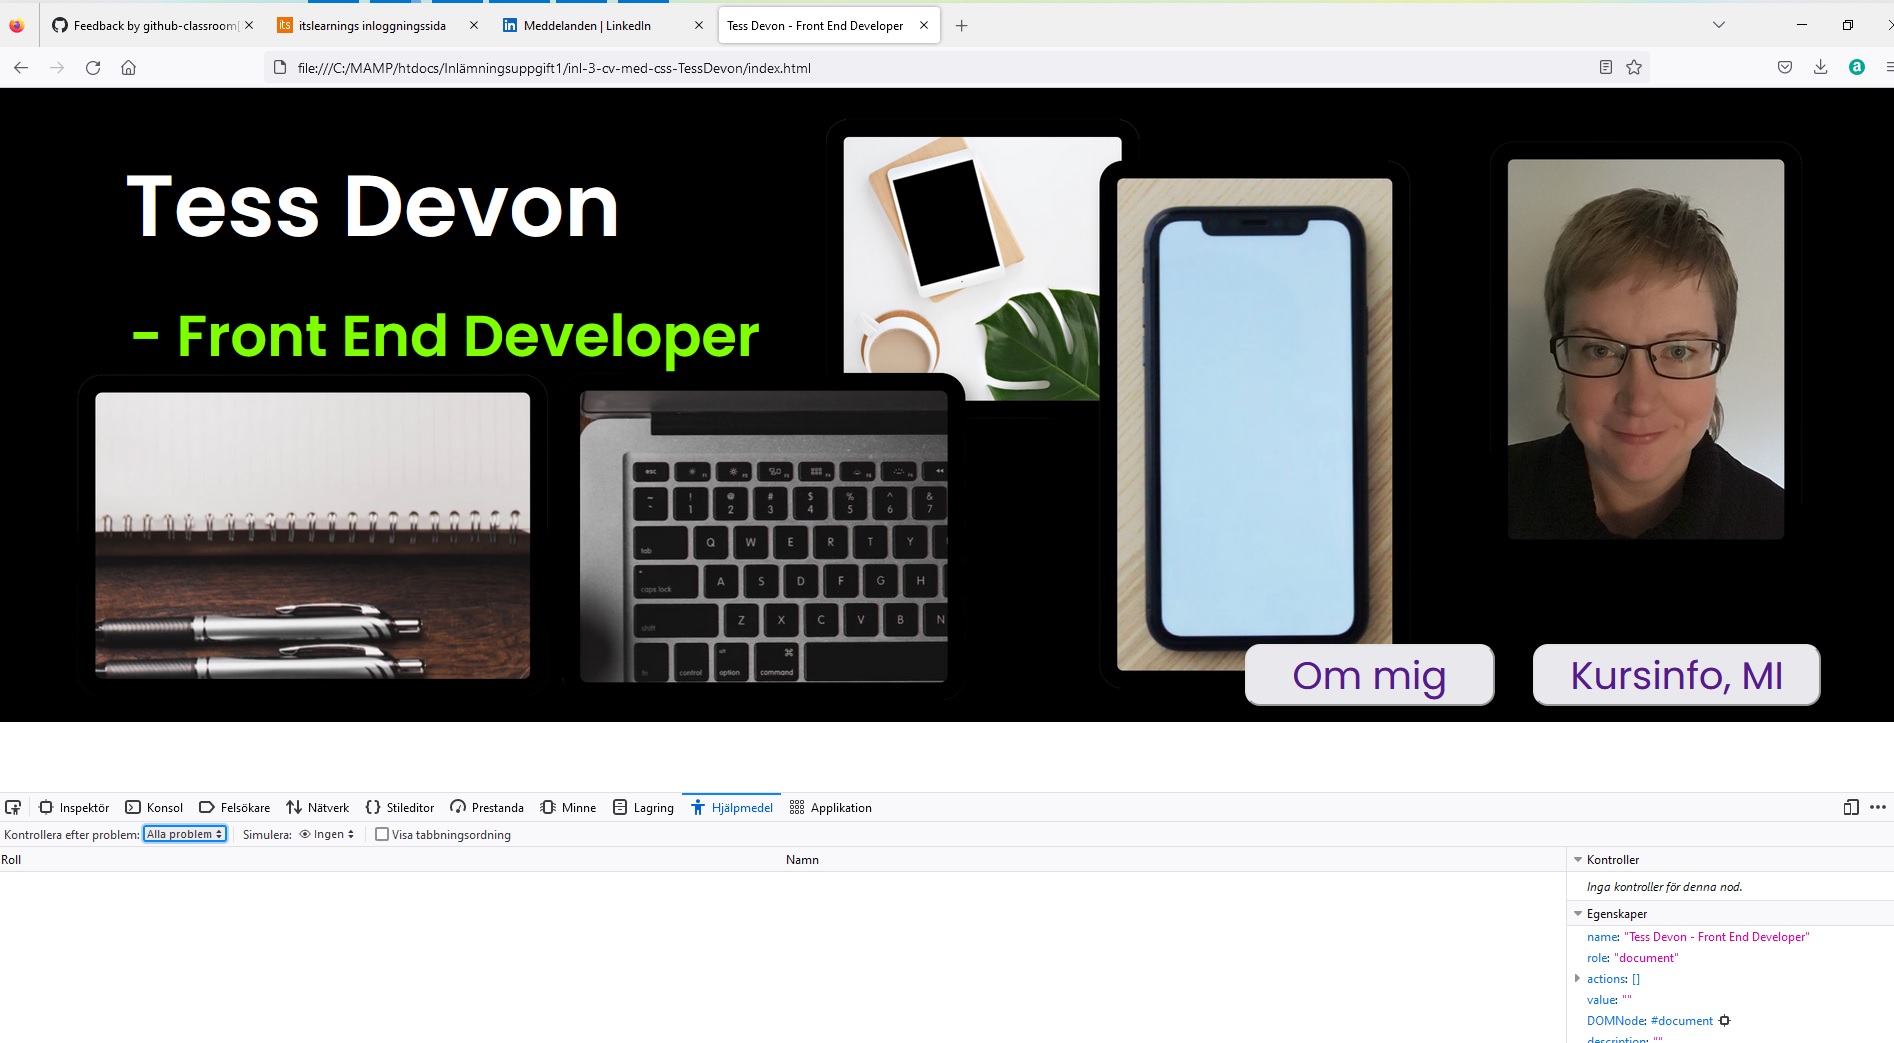 Feedback by github-classroom[
itslearnings inloggningssida
Meddelanden | LinkedIn
Tess Devon - Front End Developer
file:///C:/MAMP/htdocs/Inlämningsuppgift1/inl-3-cv-med-css-TessDevon/index.html
Tess Devon
- Front End Developer
esc
~ ! @ # $ % ^ &
1 2 3 4 5 6 7
tab Q W E R T Y
caps lock A S D F G H
shift Z X C V B N
fn control alt option ⌘ command
Om mig
Kursinfo, MI
Inspektör Konsol Felsökare Nätverk Stileditor Prestanda Minne Lagring Hjälpmedel Applikation
Kontrollera efter problem: Alla problem Simulera: Ingen Visa tabbningsordning
Roll Namn
Kontroller
Inga kontroller för denna nod.
Egenskaper
name: "Tess Devon - Front End Developer"
role: "document"
actions: []
value: ""
DOMNode: #document
description: ""